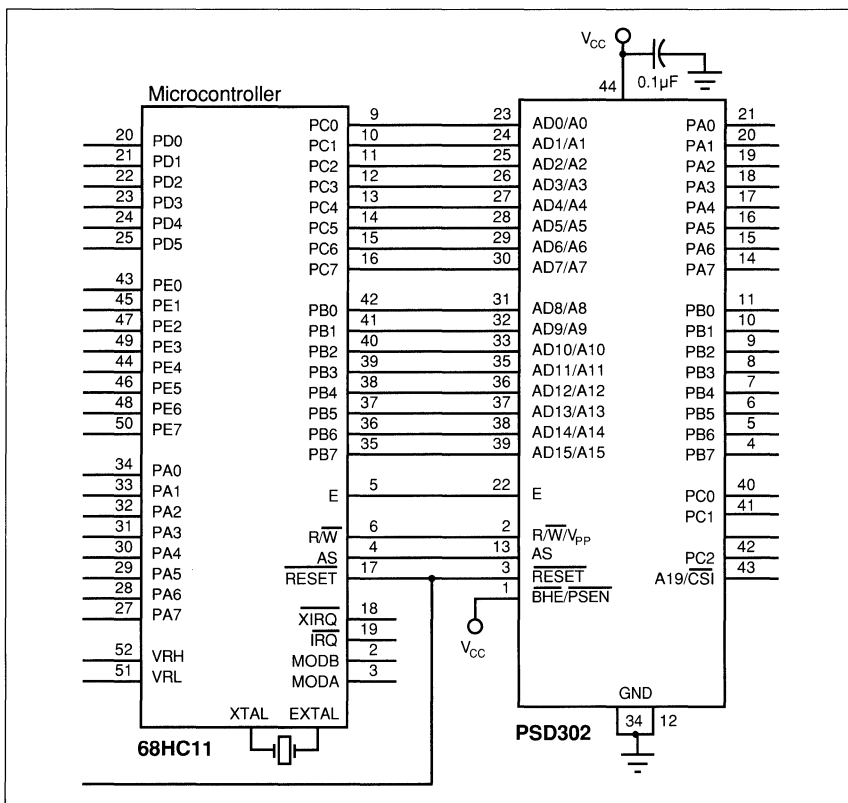 V_CC
0.1µF
44
Microcontroller
PC0 9 23 AD0/A0 PA0 21
PC1 10 24 AD1/A1 PA1 20
PC2 11 25 AD2/A2 PA2 19
PC3 12 26 AD3/A3 PA3 18
PC4 13 27 AD4/A4 PA4 17
PC5 14 28 AD5/A5 PA5 16
PC6 15 29 AD6/A6 PA6 15
PC7 16 30 AD7/A7 PA7 14
20 PD0
21 PD1
22 PD2
23 PD3
24 PD4
25 PD5
43 PE0
45 PE1
47 PE2
49 PE3
44 PE4
46 PE5
48 PE6
50 PE7
PB0 42 31 AD8/A8 PB0 11
PB1 41 32 AD9/A9 PB1 10
PB2 40 33 AD10/A10 PB2 9
PB3 39 35 AD11/A11 PB3 8
PB4 38 36 AD12/A12 PB4 7
PB5 37 37 AD13/A13 PB5 6
PB6 36 38 AD14/A14 PB6 5
PB7 35 39 AD15/A15 PB7 4
34 PA0
33 PA1
32 PA2
31 PA3
30 PA4
29 PA5
28 PA6
27 PA7
E 5 22 E PC0 40
PC1 41
R/W̅ 6 2 R/W̅/V_PP
AS 4 13 AS PC2 42
R̅E̅S̅E̅T̅ 17 3 R̅E̅S̅E̅T̅ A19/C̅S̅I̅ 43
1 B̅H̅E̅/P̅S̅E̅N̅
V_CC
X̅I̅R̅Q̅ 18
I̅R̅Q̅ 19
MODB 2
MODA 3
52 VRH
51 VRL
XTAL EXTAL
68HC11
GND
34 12
PSD302